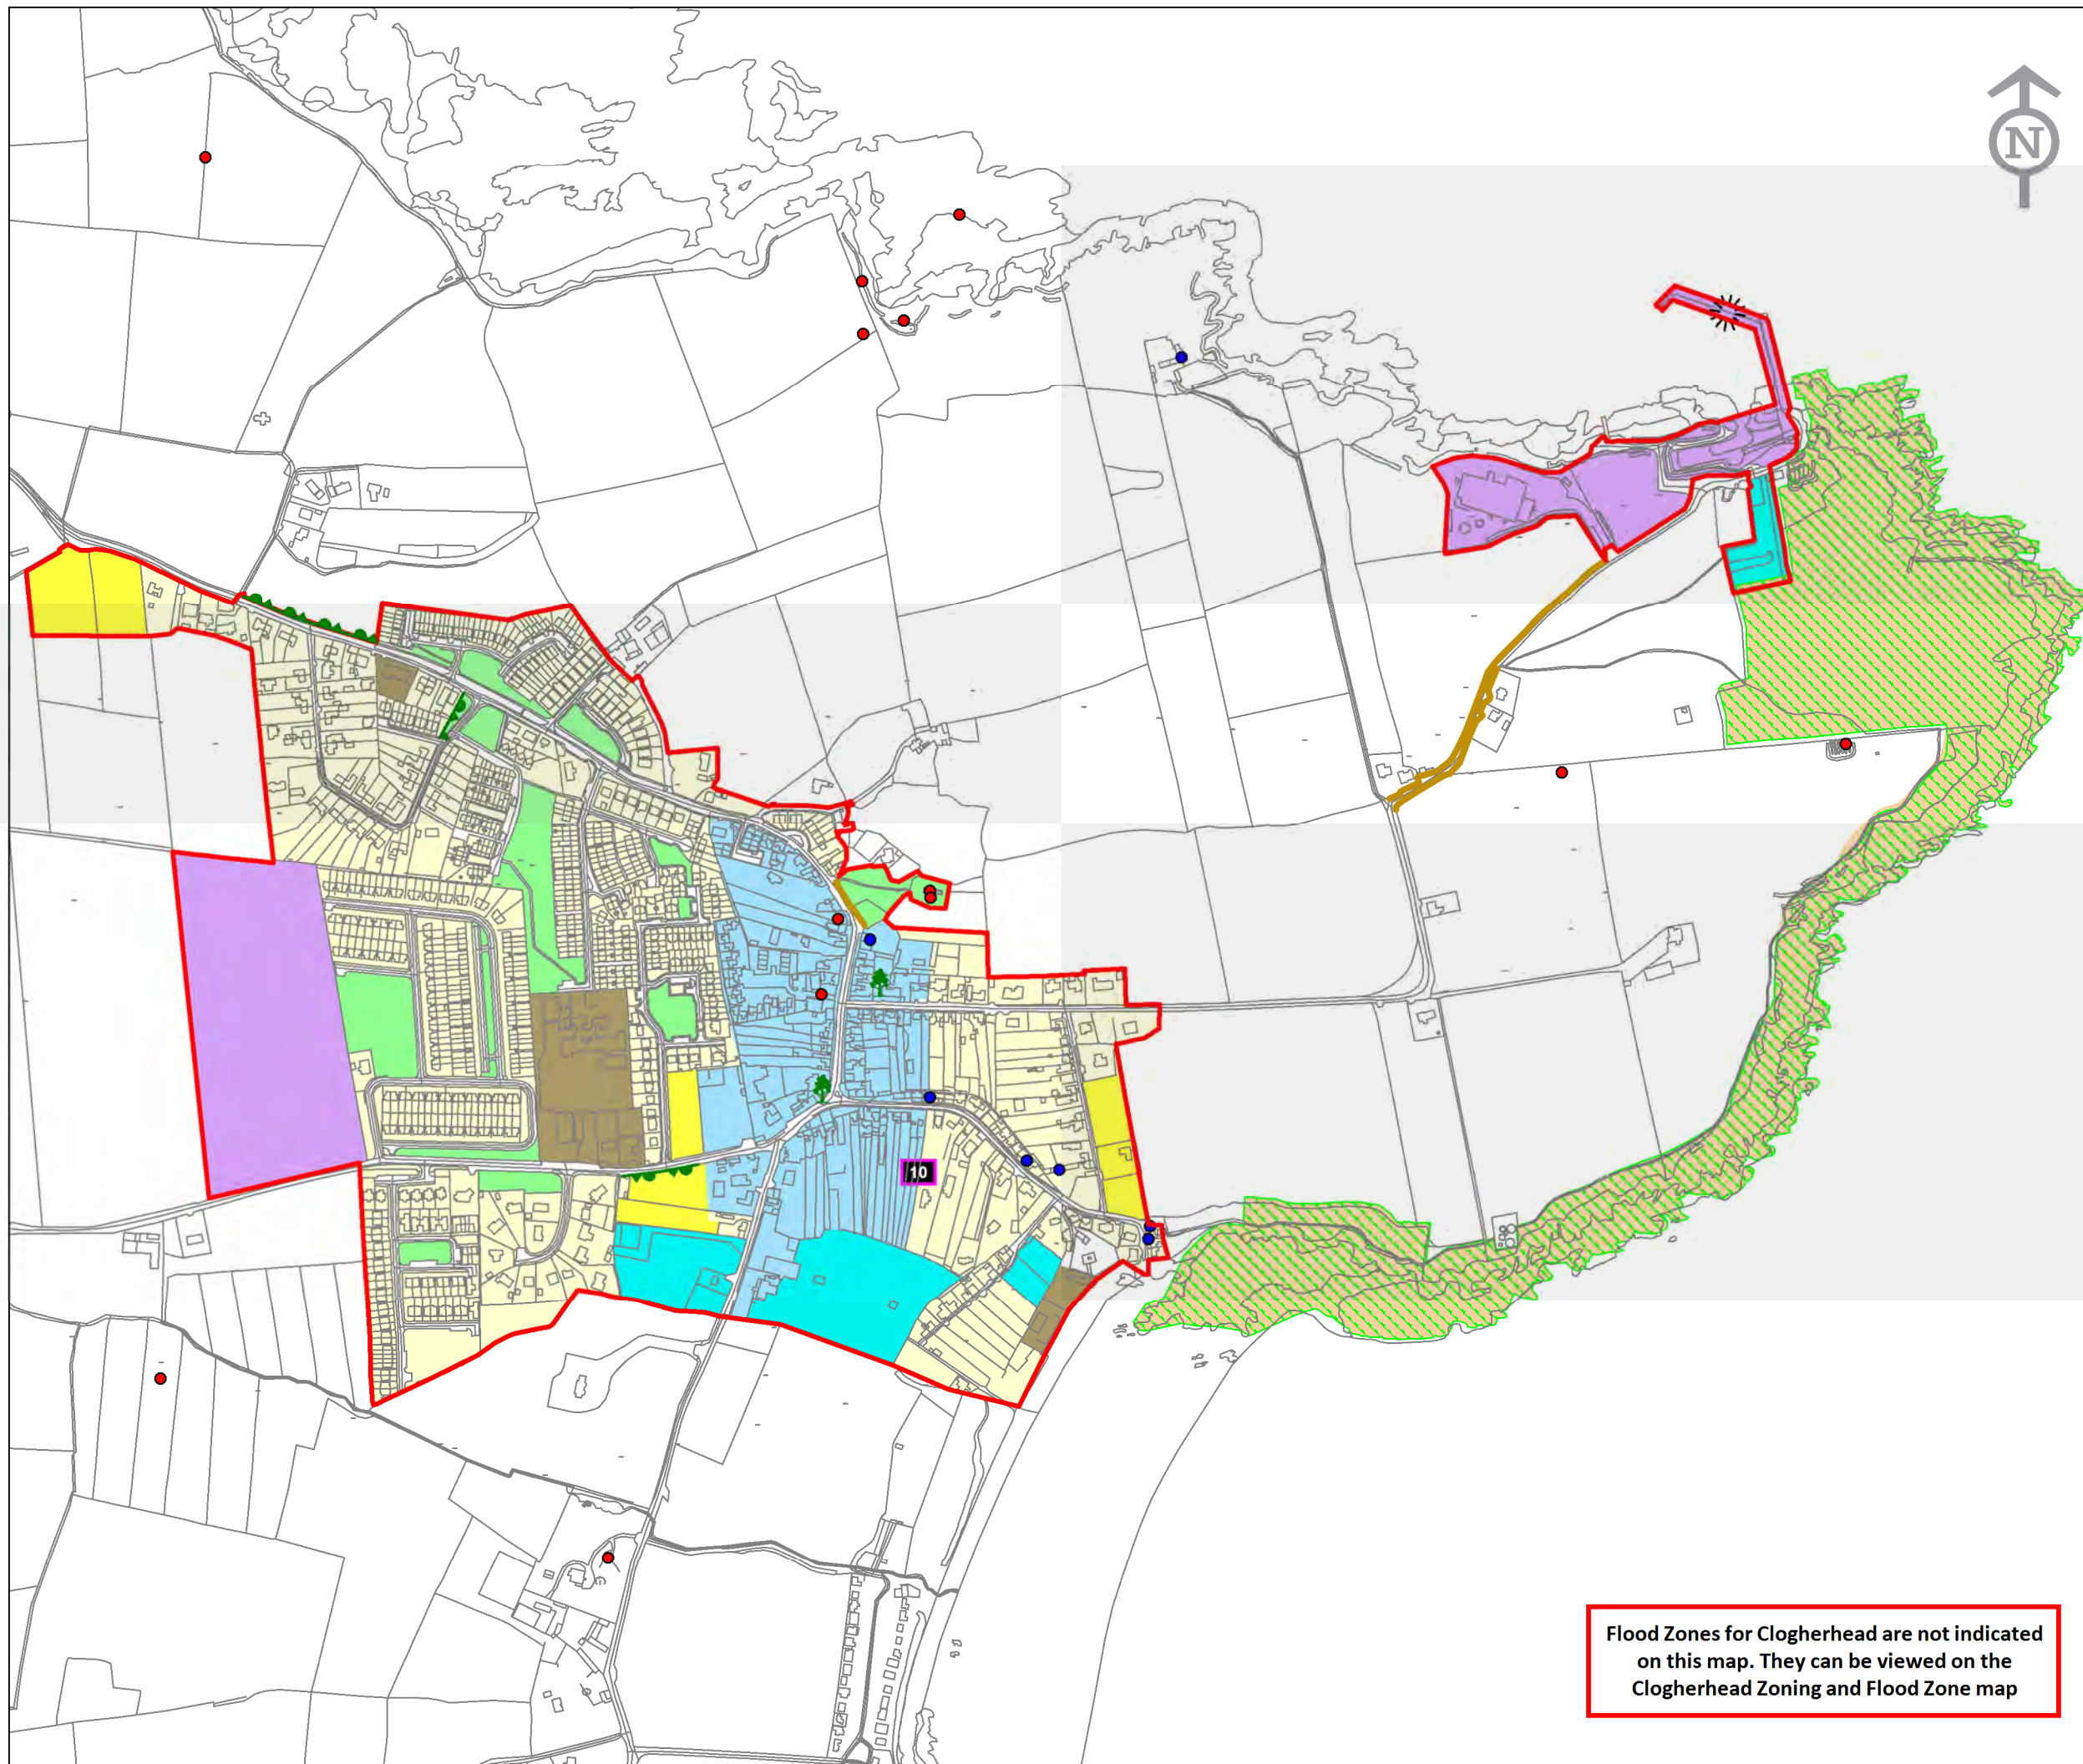 N
10
Flood Zones for Clogherhead are not indicated
on this map. They can be viewed on the
Clogherhead Zoning and Flood Zone map